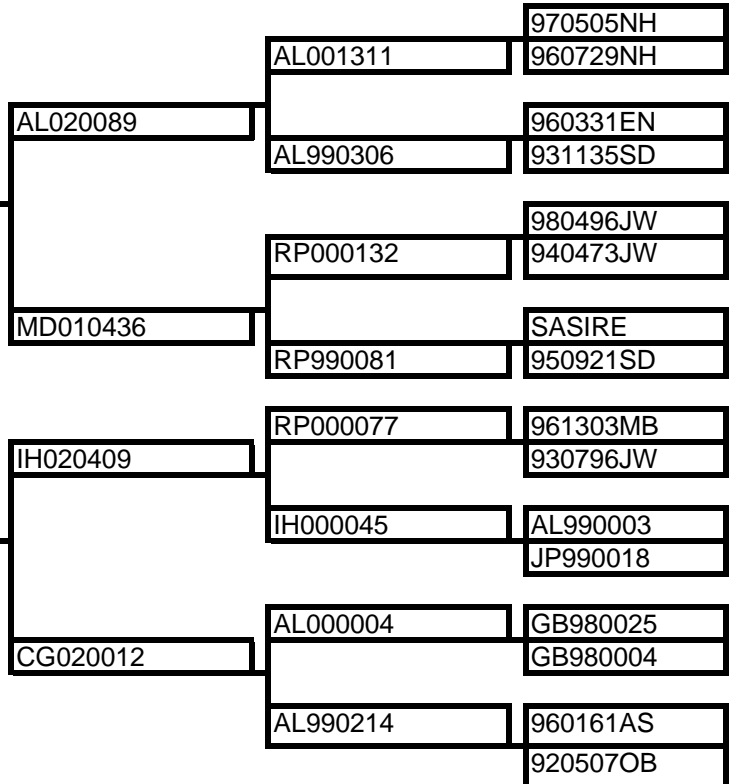 970505NH
AL001311
960729NH
AL020089
960331EN
AL990306
931135SD
980496JW
RP000132
940473JW
MD010436
SASIRE
RP990081
950921SD
RP000077
961303MB
IH020409
930796JW
IH000045
AL990003
JP990018
AL000004
GB980025
CG020012
GB980004
AL990214
960161AS
920507OB